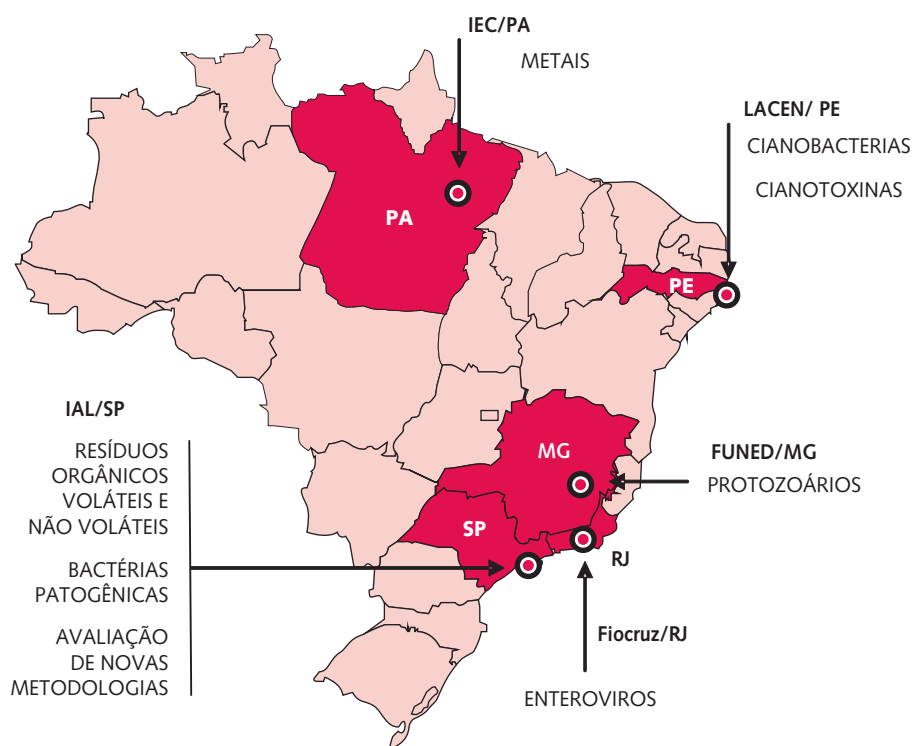 IEC/PA
METAIS
LACEN/ PE
CIANOBACTERIAS
CIANOTOXINAS
PA
PE
IAL/SP
RESÍDUOS
ORGÂNICOS
VOLÁTEIS E
NÃO VOLÁTEIS
BACTÉRIAS
PATOGÊNICAS
AVALIAÇÃO
DE NOVAS
METODOLOGIAS
MG
FUNED/MG
PROTOZOÁRIOS
SP
RJ
Fiocruz/RJ
ENTEROVIROS